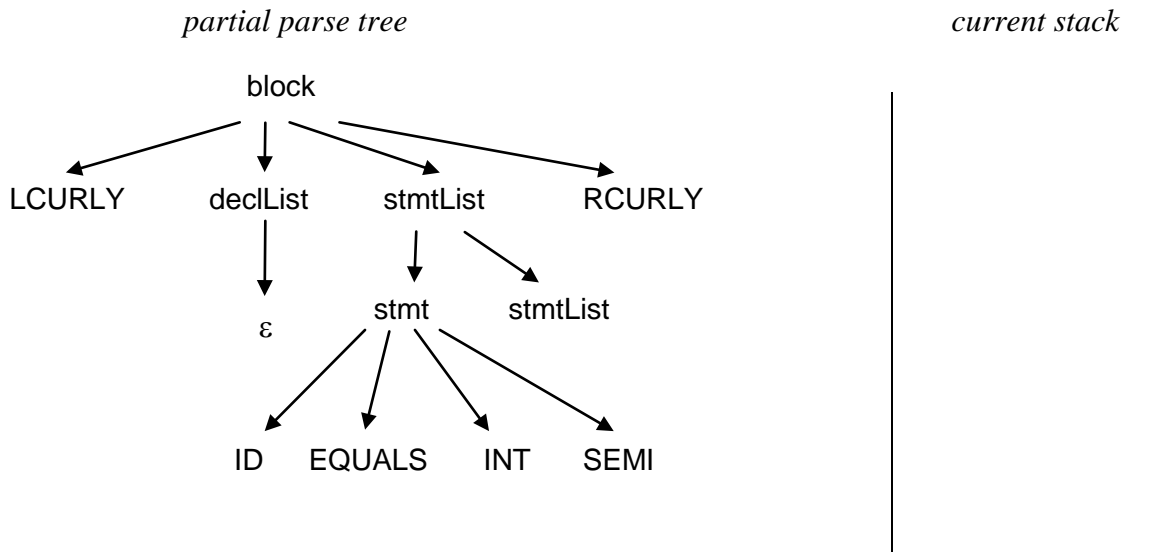 partial parse tree current stack
block
LCURLY declList stmtList RCURLY
ε stmt stmtList
ID EQUALS INT SEMI